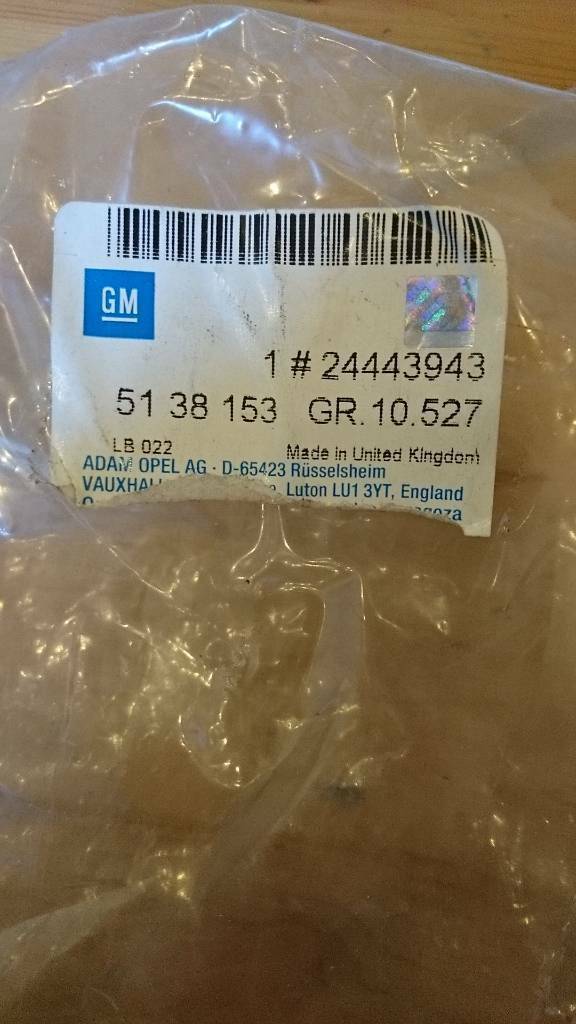 GM
1 # 24443943
51 38 153 GR.10.527
LB 022 Made in United Kingdom
ADAM OPEL AG · D-65423 Rüsselsheim
Luton LU1 3YT, England